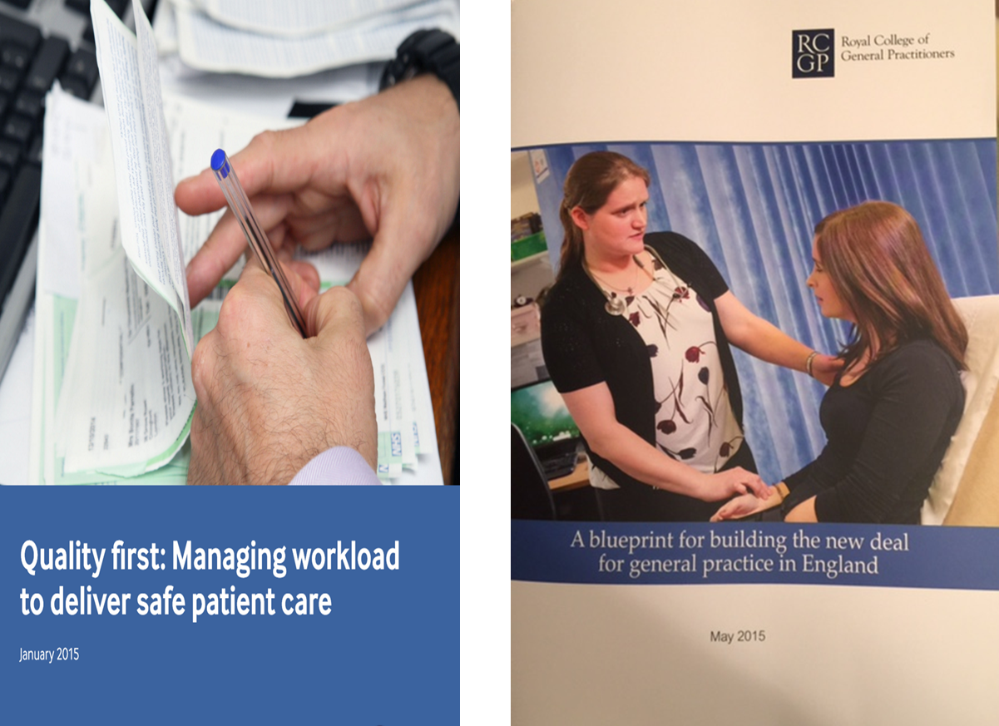 Quality first: Managing workload
to deliver safe patient care
January 2015
NHS
RC
GP
Royal College of
General Practitioners
A blueprint for building the new deal
for general practice in England
May 2015